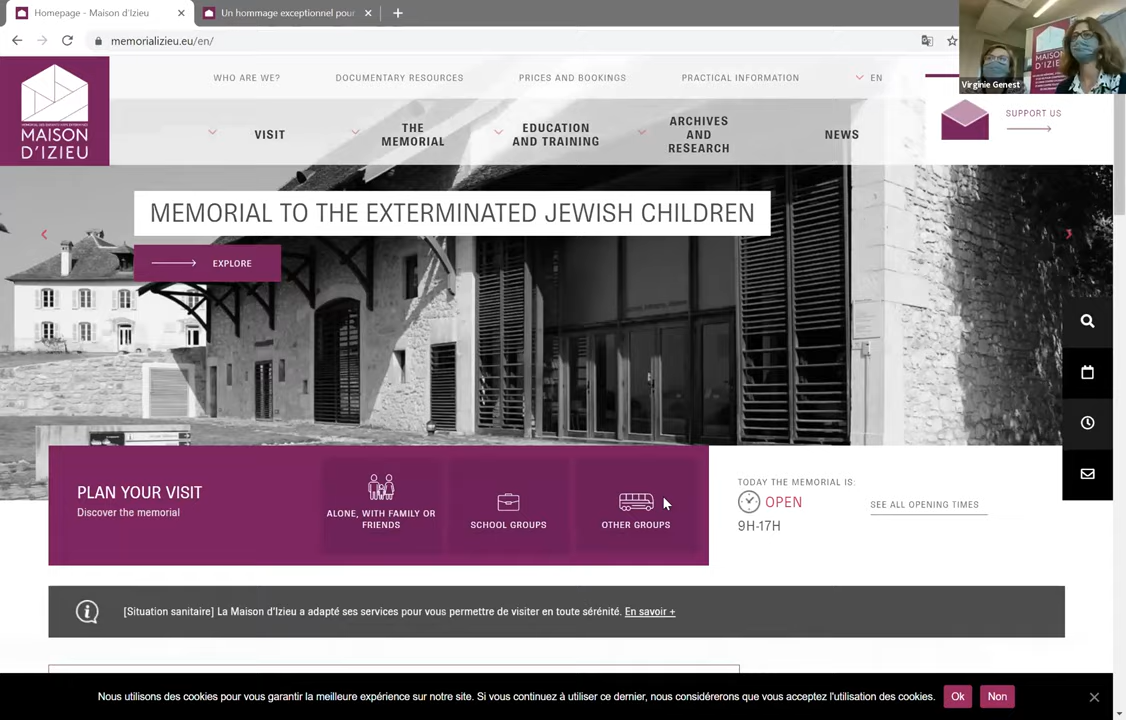 Homepage - Maison d'Izieu
Un hommage exceptionnel pour
memorializieu.eu/en/
Virginie Genest
MAISON
D'IZIEU
WHO ARE WE?
DOCUMENTARY RESOURCES
PRICES AND BOOKINGS
PRACTICAL INFORMATION
EN
SUPPORT US
VISIT
THE
MEMORIAL
EDUCATION
AND TRAINING
ARCHIVES
AND
RESEARCH
NEWS
MEMORIAL TO THE EXTERMINATED JEWISH CHILDREN
EXPLORE
PLAN YOUR VISIT
Discover the memorial
ALONE, WITH FAMILY OR
FRIENDS
SCHOOL GROUPS
OTHER GROUPS
TODAY THE MEMORIAL IS:
OPEN
9H-17H
SEE ALL OPENING TIMES
[Situation sanitaire] La Maison d'Izieu a adapté ses services pour vous permettre de visiter en toute sérénité. En savoir +
Nous utilisons des cookies pour vous garantir la meilleure expérience sur notre site. Si vous continuez à utiliser ce dernier, nous considérerons que vous acceptez l'utilisation des cookies.
Ok
Non